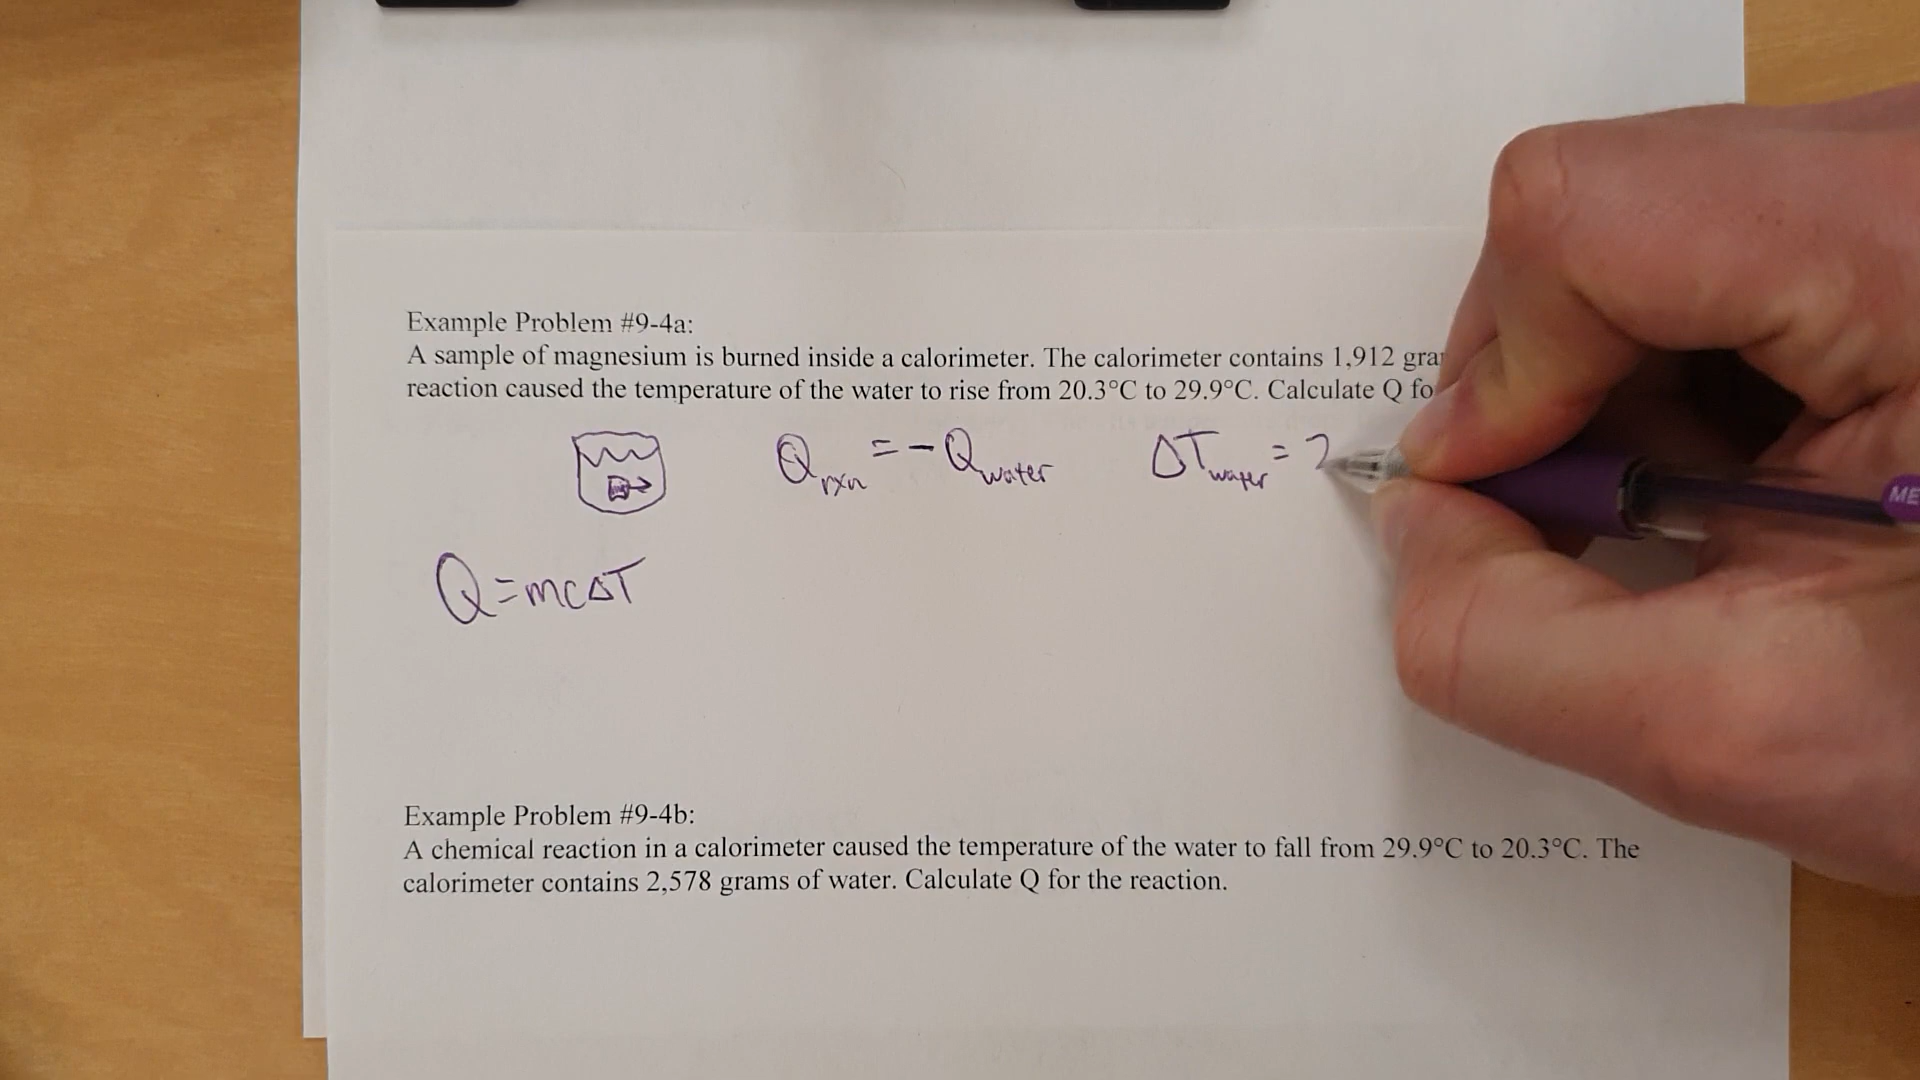 Example Problem #9-4a:
A sample of magnesium is burned inside a calorimeter. The calorimeter contains 1,912
reaction caused the temperature of the water to rise from 20.3°C to 29.9°C. Calculate Q
Qrxn = -Qwater ΔTwater = 2
Q=mcΔT
ME
Example Problem #9-4b:
A chemical reaction in a calorimeter caused the temperature of the water to fall from 29.9°C to 20.3°C. The
calorimeter contains 2,578 grams of water. Calculate Q for the reaction.